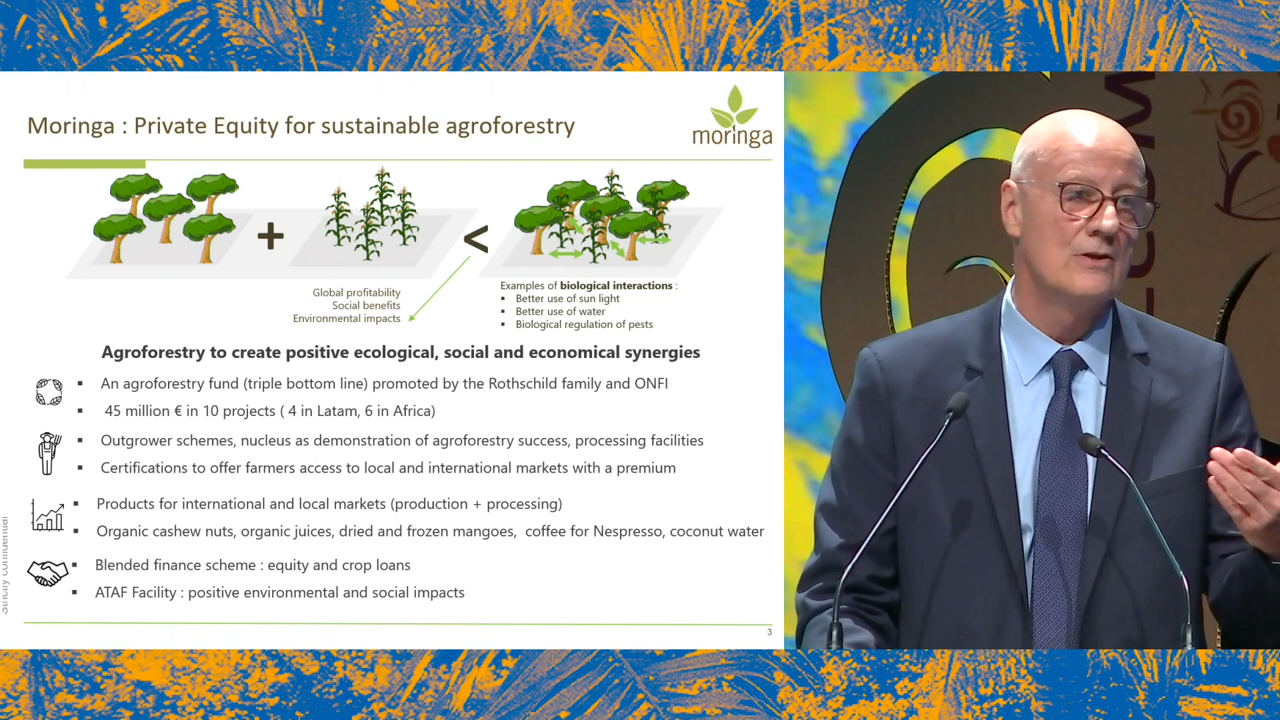 Moringa : Private Equity for sustainable agroforestry
moringa
+
<
Global profitability
Social benefits
Environmental impacts
Examples of biological interactions :
▪ Better use of sun light
▪ Better use of water
▪ Biological regulation of pests
Agroforestry to create positive ecological, social and economical synergies
▪ An agroforestry fund (triple bottom line) promoted by the Rothschild family and ONFI
▪ 45 million € in 10 projects ( 4 in Latam, 6 in Africa)
▪ Outgrower schemes, nucleus as demonstration of agroforestry success, processing facilities
▪ Certifications to offer farmers access to local and international markets with a premium
▪ Products for international and local markets (production + processing)
▪ Organic cashew nuts, organic juices, dried and frozen mangoes, coffee for Nespresso, coconut water
▪ Blended finance scheme : equity and crop loans
▪ ATAF Facility : positive environmental and social impacts
3